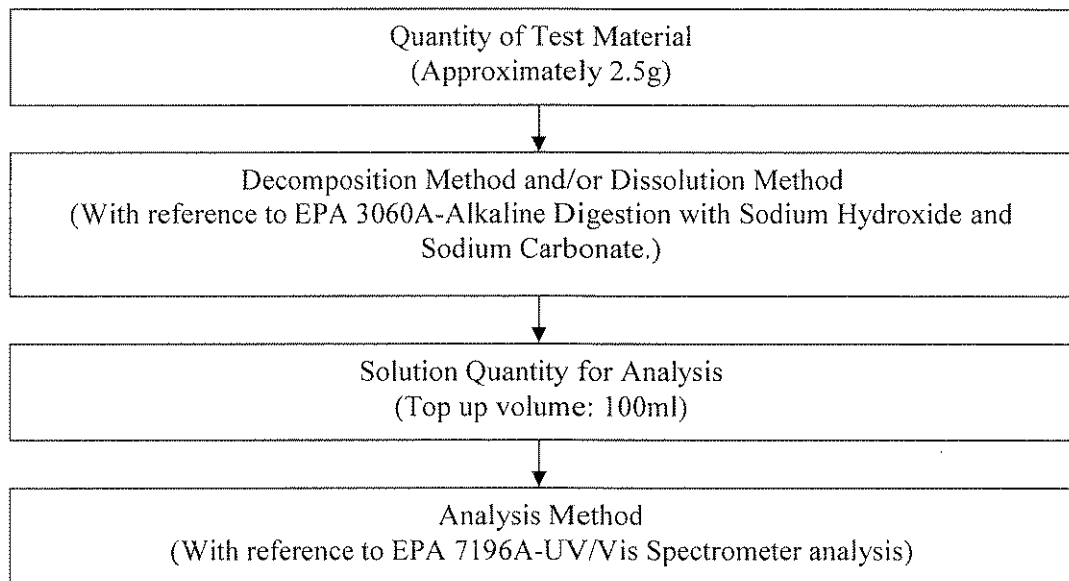 Quantity of Test Material
(Approximately 2.5g)
Decomposition Method and/or Dissolution Method
(With reference to EPA 3060A-Alkaline Digestion with Sodium Hydroxide and
Sodium Carbonate.)
Solution Quantity for Analysis
(Top up volume: 100ml)
Analysis Method
(With reference to EPA 7196A-UV/Vis Spectrometer analysis)